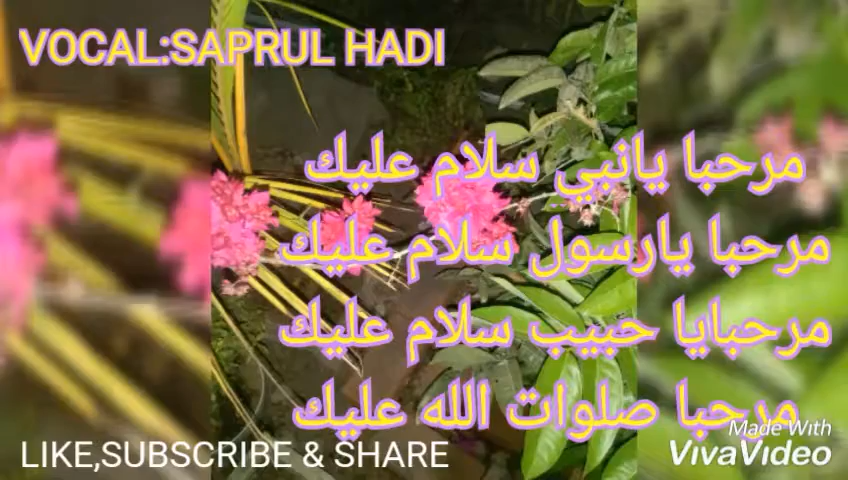 VOCAL:SAPRUL HADI
مرحبا يانبي سلام عليك
مرحبا يارسول سلام عليك
مرحبايا حبيب سلام عليك
مرحبا صلوات الله عليك
Made With
VivaVideo
LIKE,SUBSCRIBE & SHARE